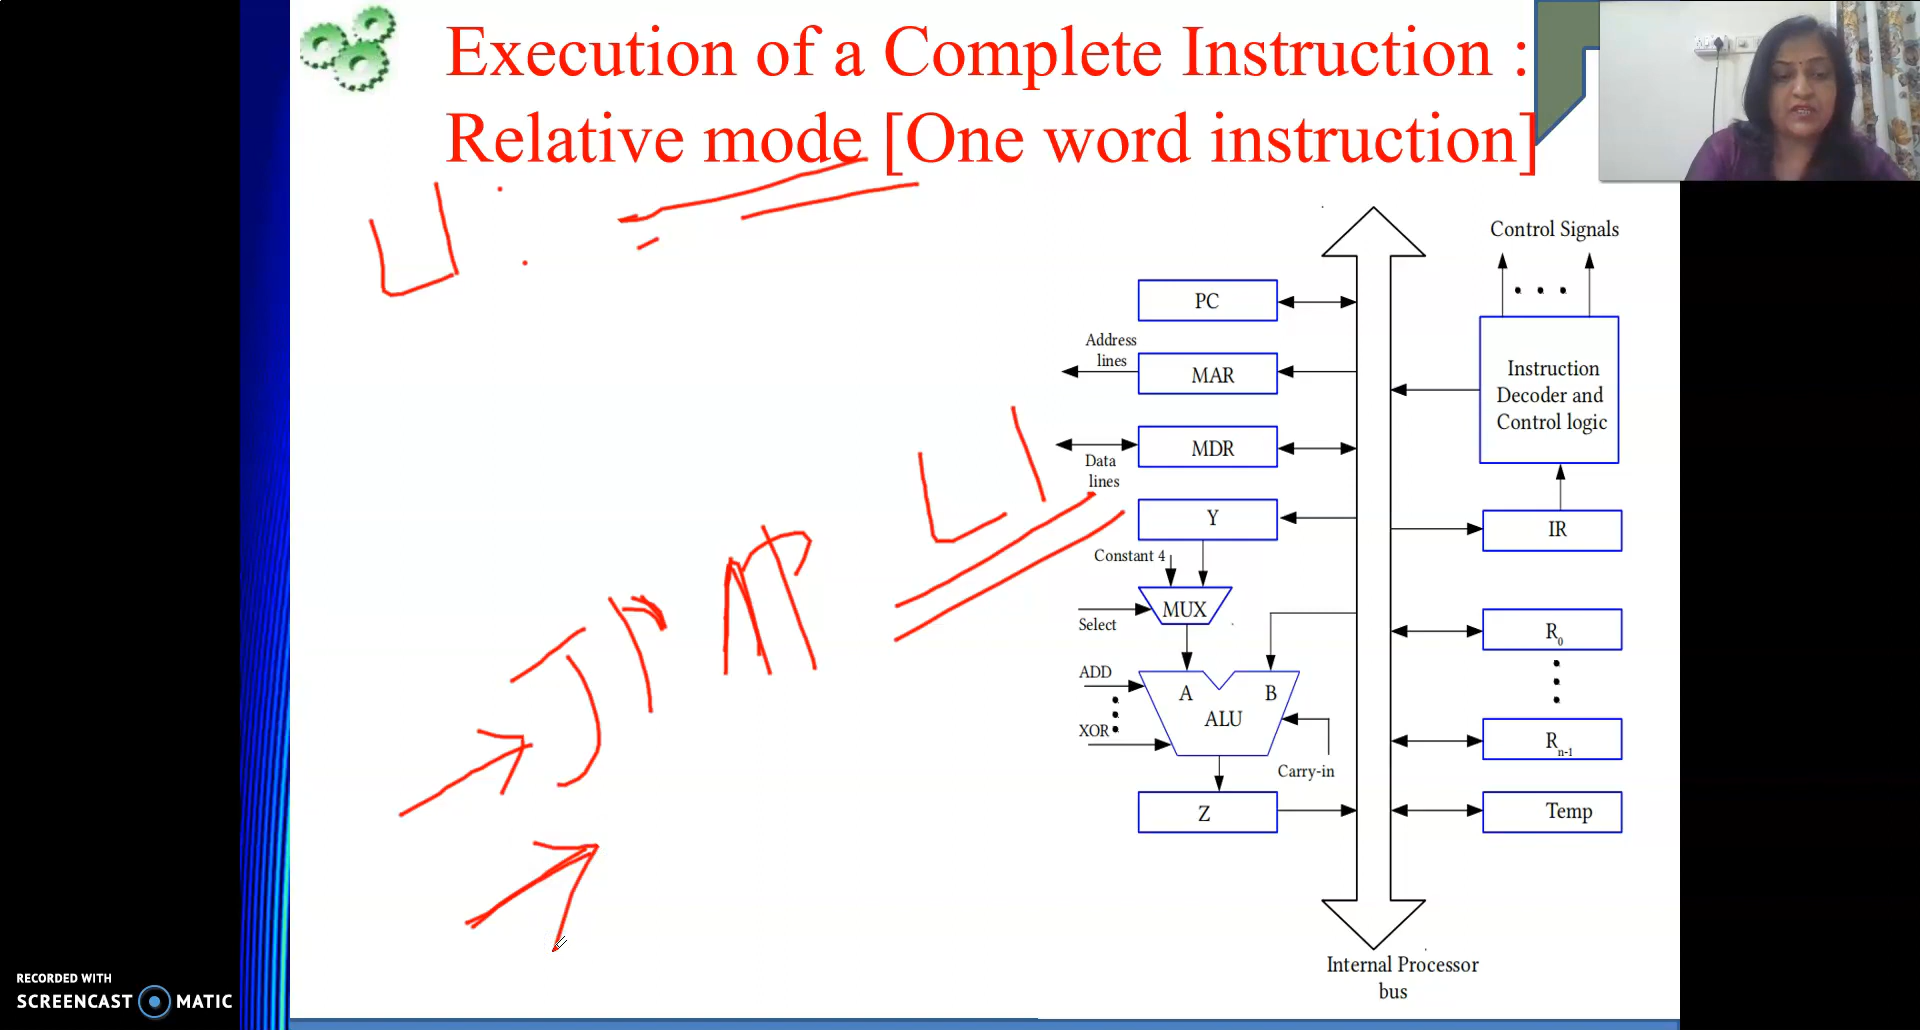 Execution of a Complete Instruction :
Relative mode [One word instruction]
L1 :
JMP L1
Control Signals
PC
Address
lines
MAR
Instruction
Decoder and
Control logic
MDR
Data
lines
Y
IR
Constant 4
MUX
Select
R0
ADD
A
B
ALU
XOR
Rn-1
Carry-in
Z
Temp
Internal Processor
bus
RECORDED WITH
SCREENCAST MATIC